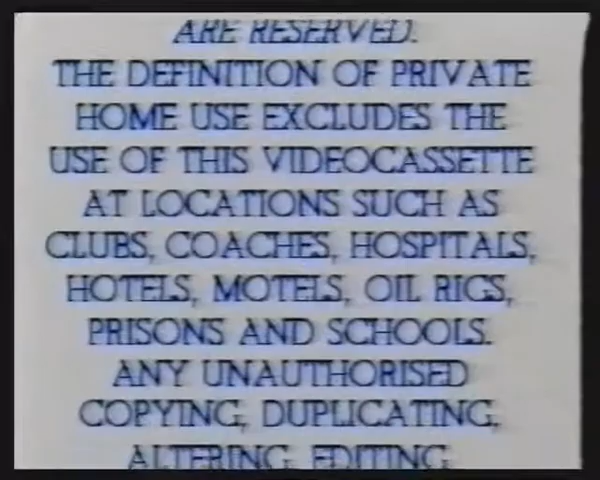 ARE RESERVED.
THE DEFINITION OF PRIVATE
HOME USE EXCLUDES THE
USE OF THIS VIDEOCASSETTE
AT LOCATIONS SUCH AS
CLUBS, COACHES, HOSPITALS,
HOTELS, MOTELS, OIL RIGS,
PRISONS AND SCHOOLS.
ANY UNAUTHORISED
COPYING, DUPLICATING,
ALTERING, EDITING,